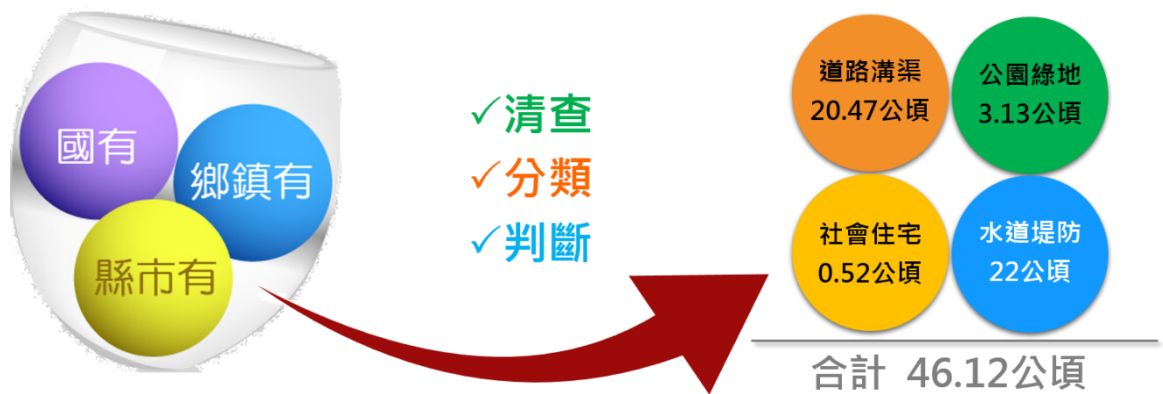 國有
鄉鎮有
縣市有
✓清查
✓分類
✓判斷
道路溝渠
20.47公頃
公園綠地
3.13公頃
社會住宅
0.52公頃
水道堤防
22公頃
合計 46.12公頃